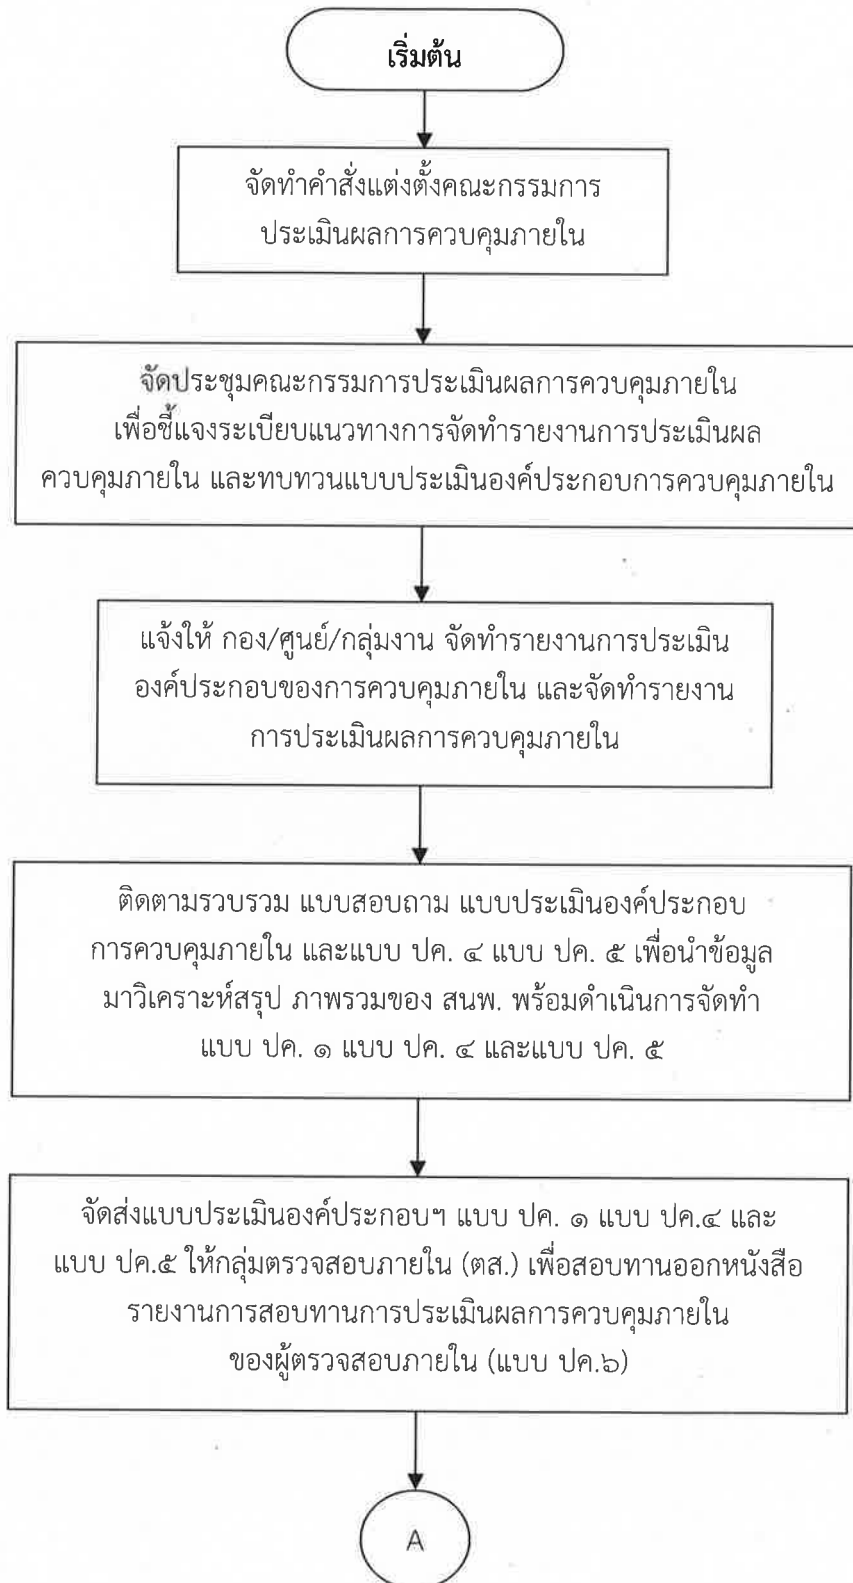 เริ่มต้น
จัดทำคำสั่งแต่งตั้งคณะกรรมการ
ประเมินผลการควบคุมภายใน
จัดประชุมคณะกรรมการประเมินผลการควบคุมภายใน
เพื่อชี้แจงระเบียบแนวทางการจัดทำรายงานการประเมินผล
ควบคุมภายใน และทบทวนแบบประเมินองค์ประกอบการควบคุมภายใน
แจ้งให้ กอง/ศูนย์/กลุ่มงาน จัดทำรายงานการประเมิน
องค์ประกอบของการควบคุมภายใน และจัดทำรายงาน
การประเมินผลการควบคุมภายใน
ติดตามรวบรวม แบบสอบถาม แบบประเมินองค์ประกอบ
การควบคุมภายใน และแบบ ปค. ๔ แบบ ปค. ๕ เพื่อนำข้อมูล
มาวิเคราะห์สรุป ภาพรวมของ สนพ. พร้อมดำเนินการจัดทำ
แบบ ปค. ๑ แบบ ปค. ๔ และแบบ ปค. ๕
จัดส่งแบบประเมินองค์ประกอบฯ แบบ ปค. ๑ แบบ ปค.๔ และ
แบบ ปค.๕ ให้กลุ่มตรวจสอบภายใน (ตส.) เพื่อสอบทานออกหนังสือ
รายงานการสอบทานการประเมินผลการควบคุมภายใน
ของผู้ตรวจสอบภายใน (แบบ ปค.๖)
A